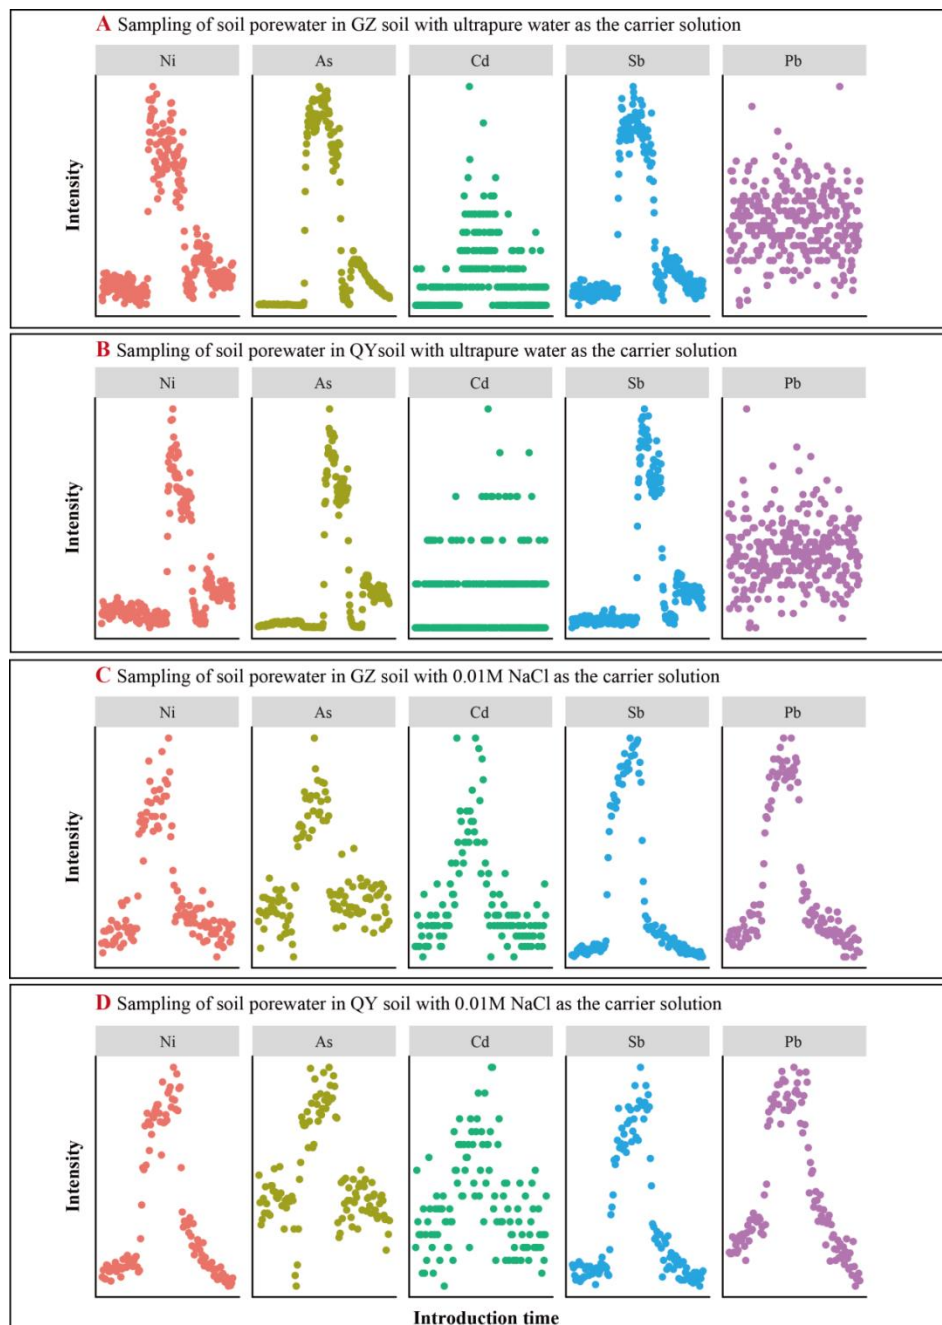 A Sampling of soil porewater in GZ soil with ultrapure water as the carrier solution
Ni As Cd Sb Pb
Intensity
B Sampling of soil porewater in QYsoil with ultrapure water as the carrier solution
Ni As Cd Sb Pb
Intensity
C Sampling of soil porewater in GZ soil with 0.01M NaCl as the carrier solution
Ni As Cd Sb Pb
Intensity
D Sampling of soil porewater in QY soil with 0.01M NaCl as the carrier solution
Ni As Cd Sb Pb
Intensity
Introduction time